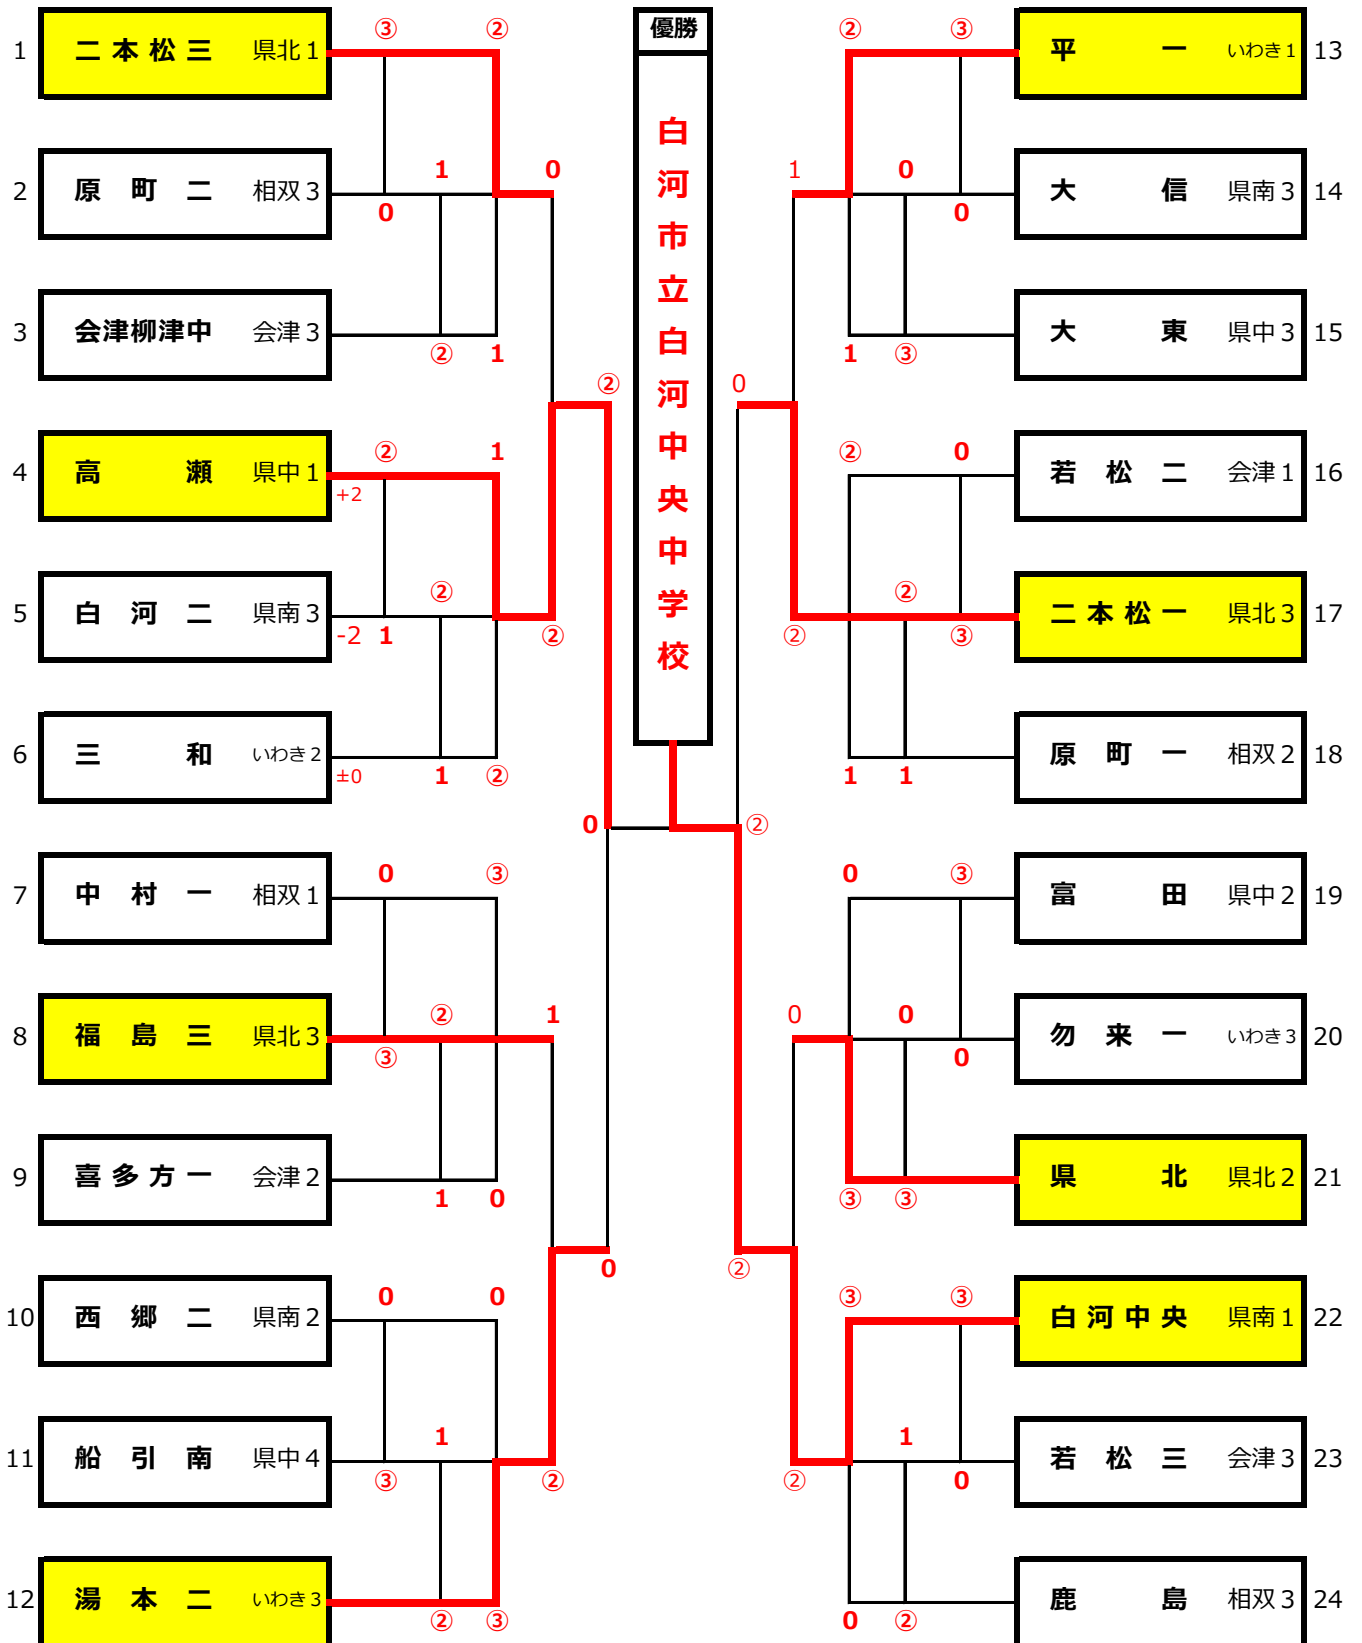 優勝
白河市立白河中央中学校
1 二本松三 県北1
③ ②
2 原町二 相双3
0 1 0
3 会津柳津中 会津3
② 1
②
4 高瀬 県中1
② 1
+2
5 白河二 県南3
-2 1 ② ②
6 三和 いわき2
±0 1 ②
0
7 中村一 相双1
0 ③
8 福島三 県北3
③ ② 1
9 喜多方一 会津2
1 0
0
10 西郷二 県南2
0 0
11 船引南 県中4
③ 1 ②
12 湯本二 いわき3
② ③
② ③
平一 いわき1 13
1 0 0
大信 県南3 14
1 ③
大東 県中3 15
0
② 0
若松二 会津1 16
② ② ③
二本松一 県北3 17
1 1
原町一 相双2 18
②
0 ③
富田 県中2 19
0 0 0
勿来一 いわき3 20
③ ③
県北 県北2 21
②
③ ③
白河中央 県南1 22
② 1 0
若松三 会津3 23
0 ②
鹿島 相双3 24